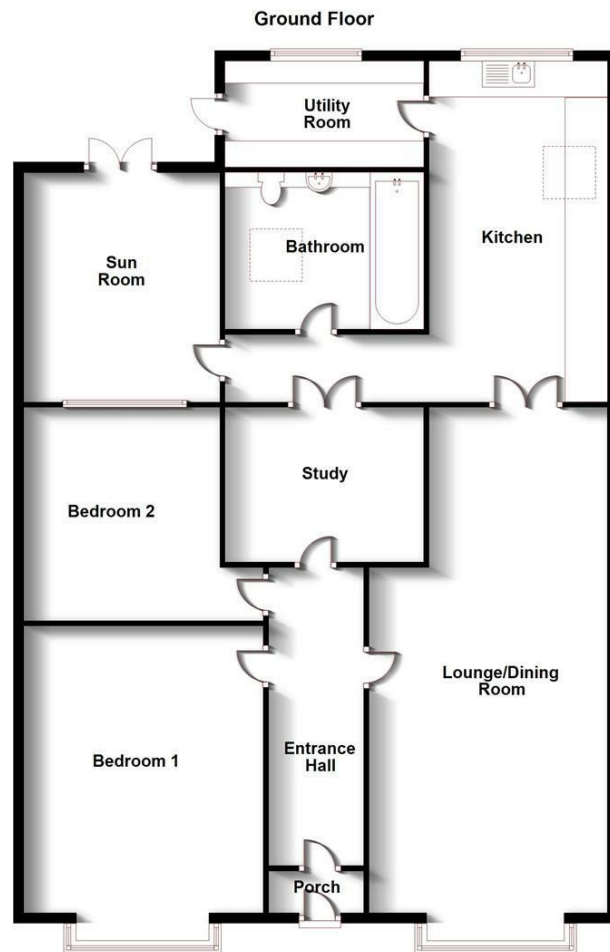 Ground Floor
Utility
Room
Bathroom
Kitchen
Sun
Room
Study
Bedroom 2
Lounge/Dining
Room
Bedroom 1
Entrance
Hall
Porch